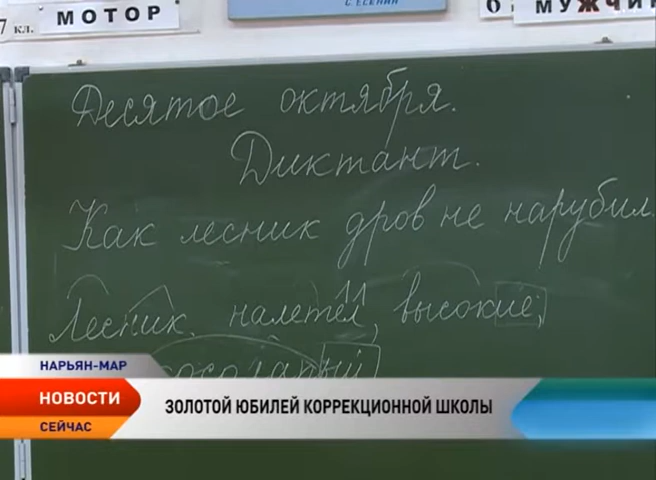 7 кл. МОТОР
С. ЕСЕНИН
6 МУЖЧИ
Десятое октября.
Диктант.
Как лесник дров не нарубил.
Лесник, налетел, высокие,
НАРЬЯН-МАР
НОВОСТИ
СЕЙЧАС
ЗОЛОТОЙ ЮБИЛЕЙ КОРРЕКЦИОННОЙ ШКОЛЫ